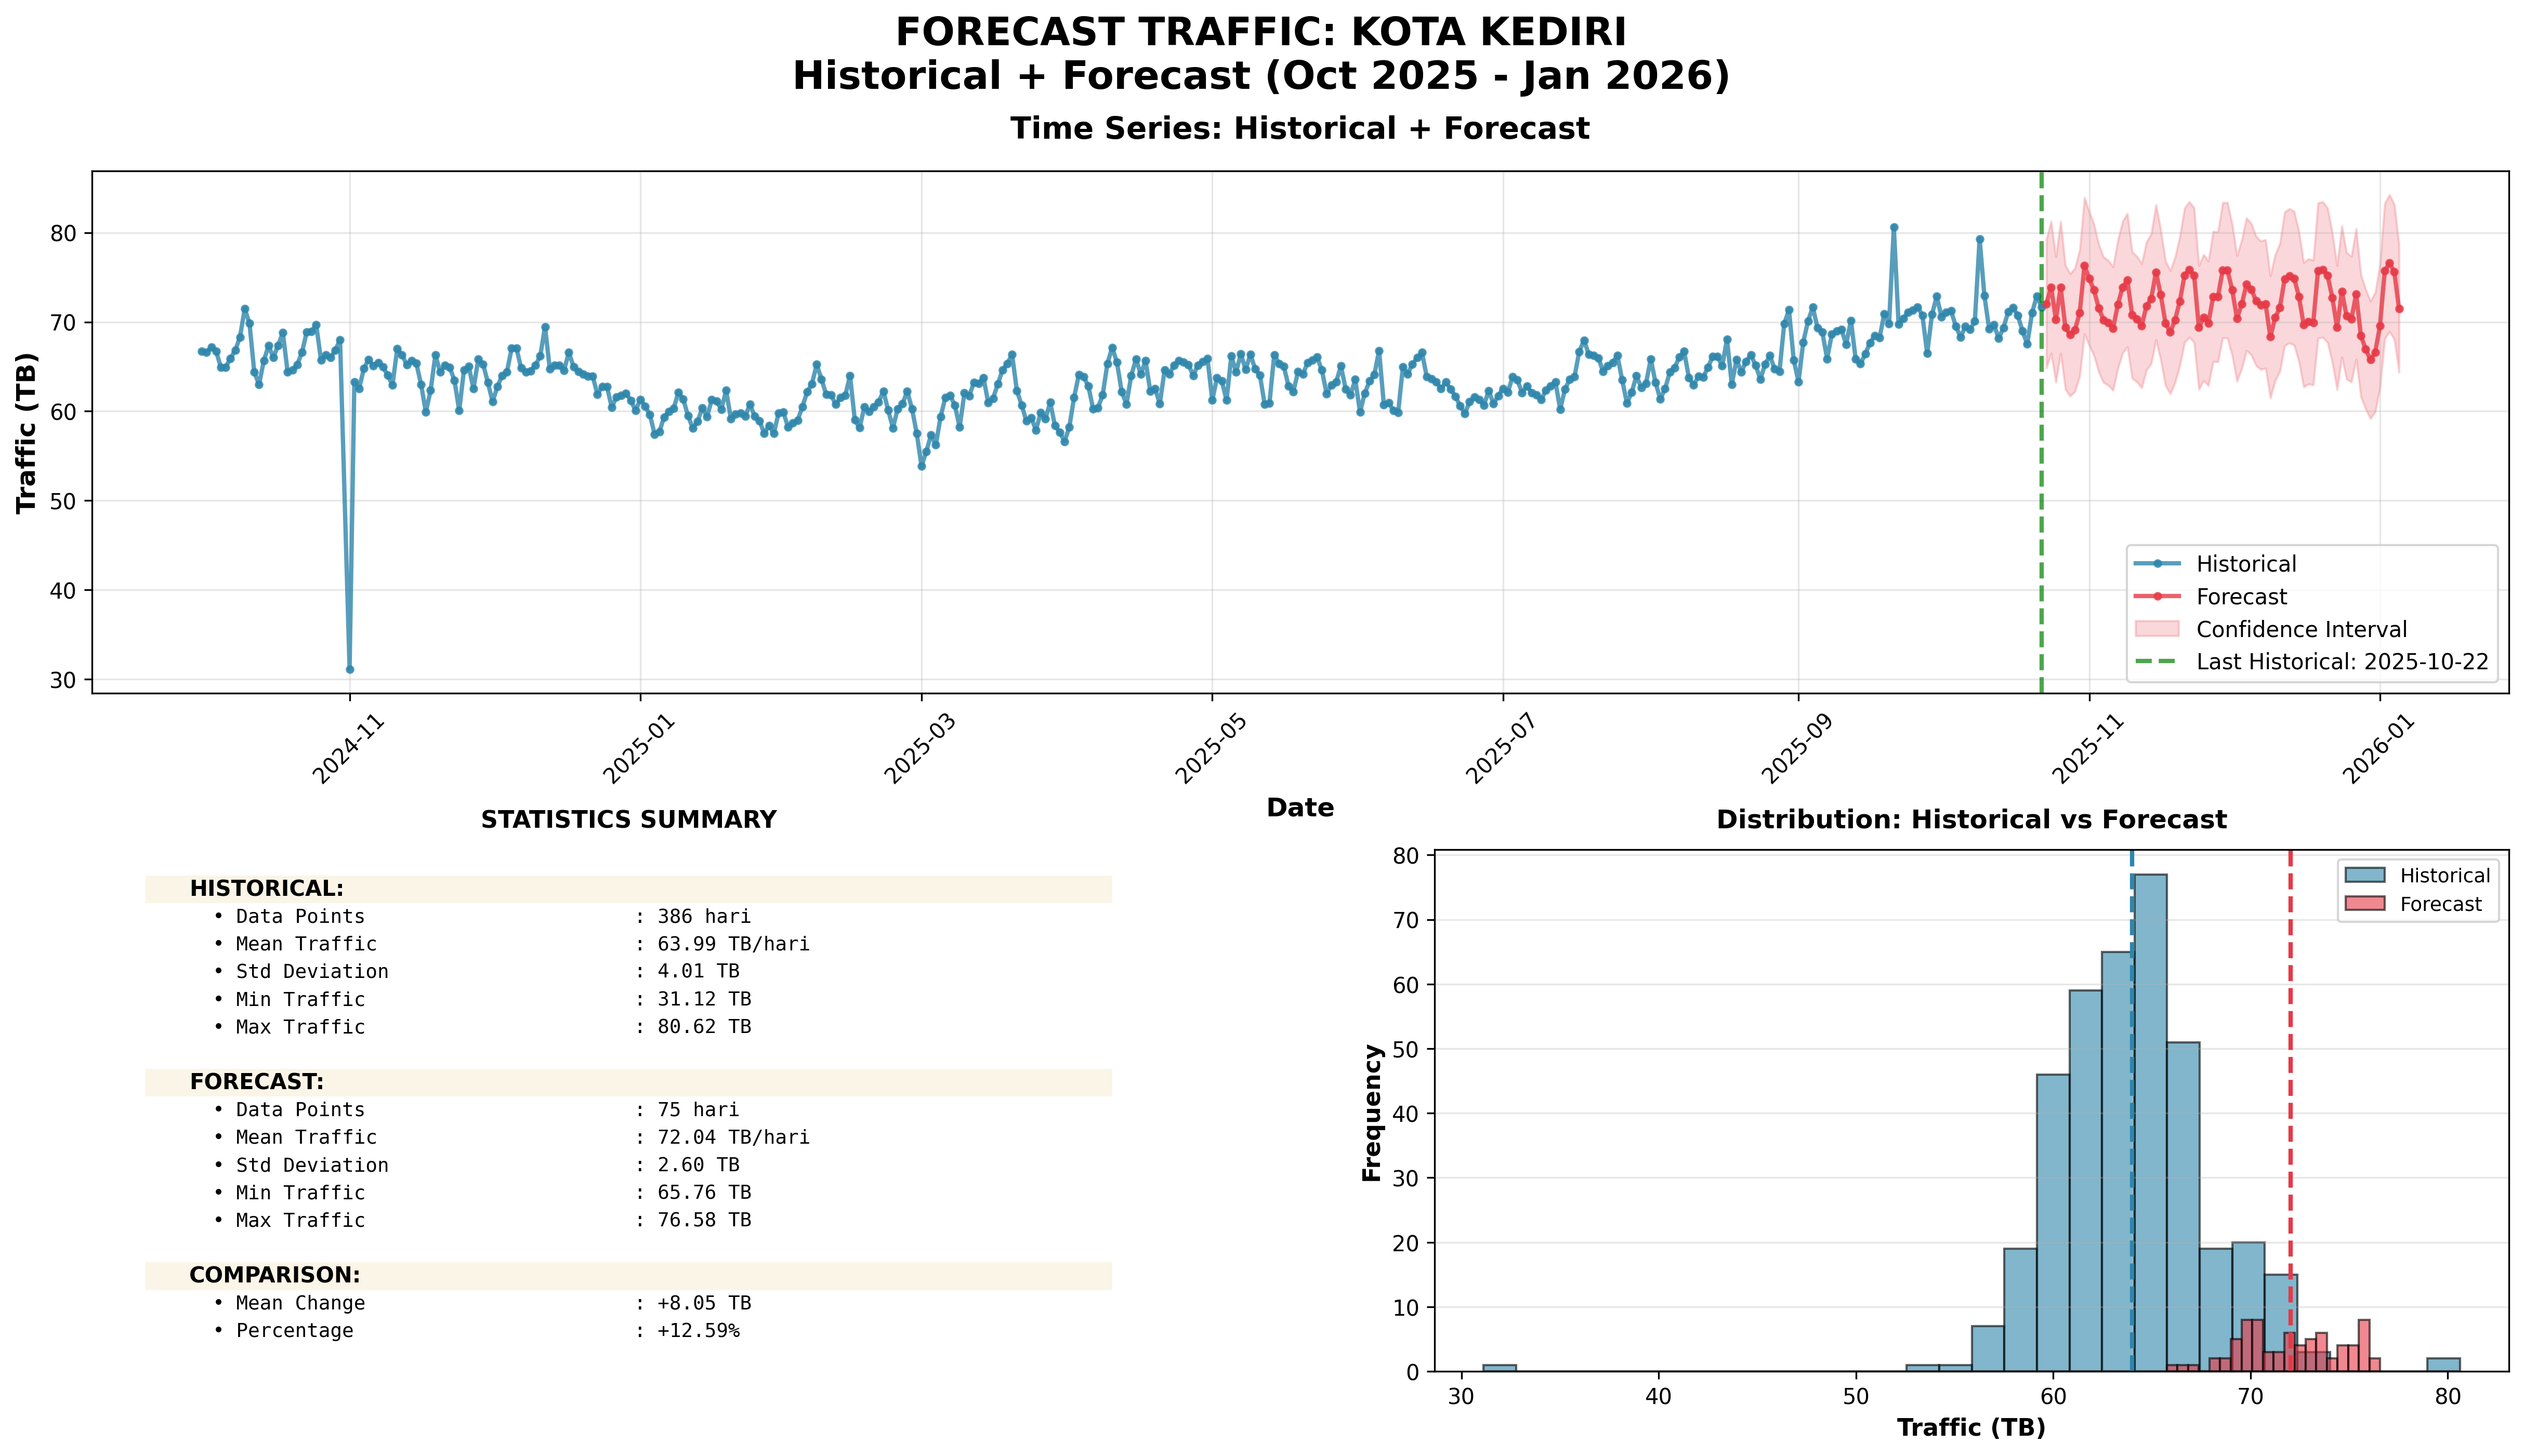 FORECAST TRAFFIC: KOTA KEDIRI
Historical + Forecast (Oct 2025 - Jan 2026)
Time Series: Historical + Forecast
Traffic (TB)
80
70
60
50
40
30
Historical
Forecast
Confidence Interval
Last Historical: 2025-10-22
2024-11
2025-01
2025-03
2025-05
2025-07
2025-09
2025-11
2026-01
Date
STATISTICS SUMMARY
HISTORICAL:
• Data Points : 386 hari
• Mean Traffic : 63.99 TB/hari
• Std Deviation : 4.01 TB
• Min Traffic : 31.12 TB
• Max Traffic : 80.62 TB
FORECAST:
• Data Points : 75 hari
• Mean Traffic : 72.04 TB/hari
• Std Deviation : 2.60 TB
• Min Traffic : 65.76 TB
• Max Traffic : 76.58 TB
COMPARISON:
• Mean Change : +8.05 TB
• Percentage : +12.59%
Distribution: Historical vs Forecast
Frequency
80
70
60
50
40
30
20
10
0
Historical
Forecast
30
40
50
60
70
80
Traffic (TB)